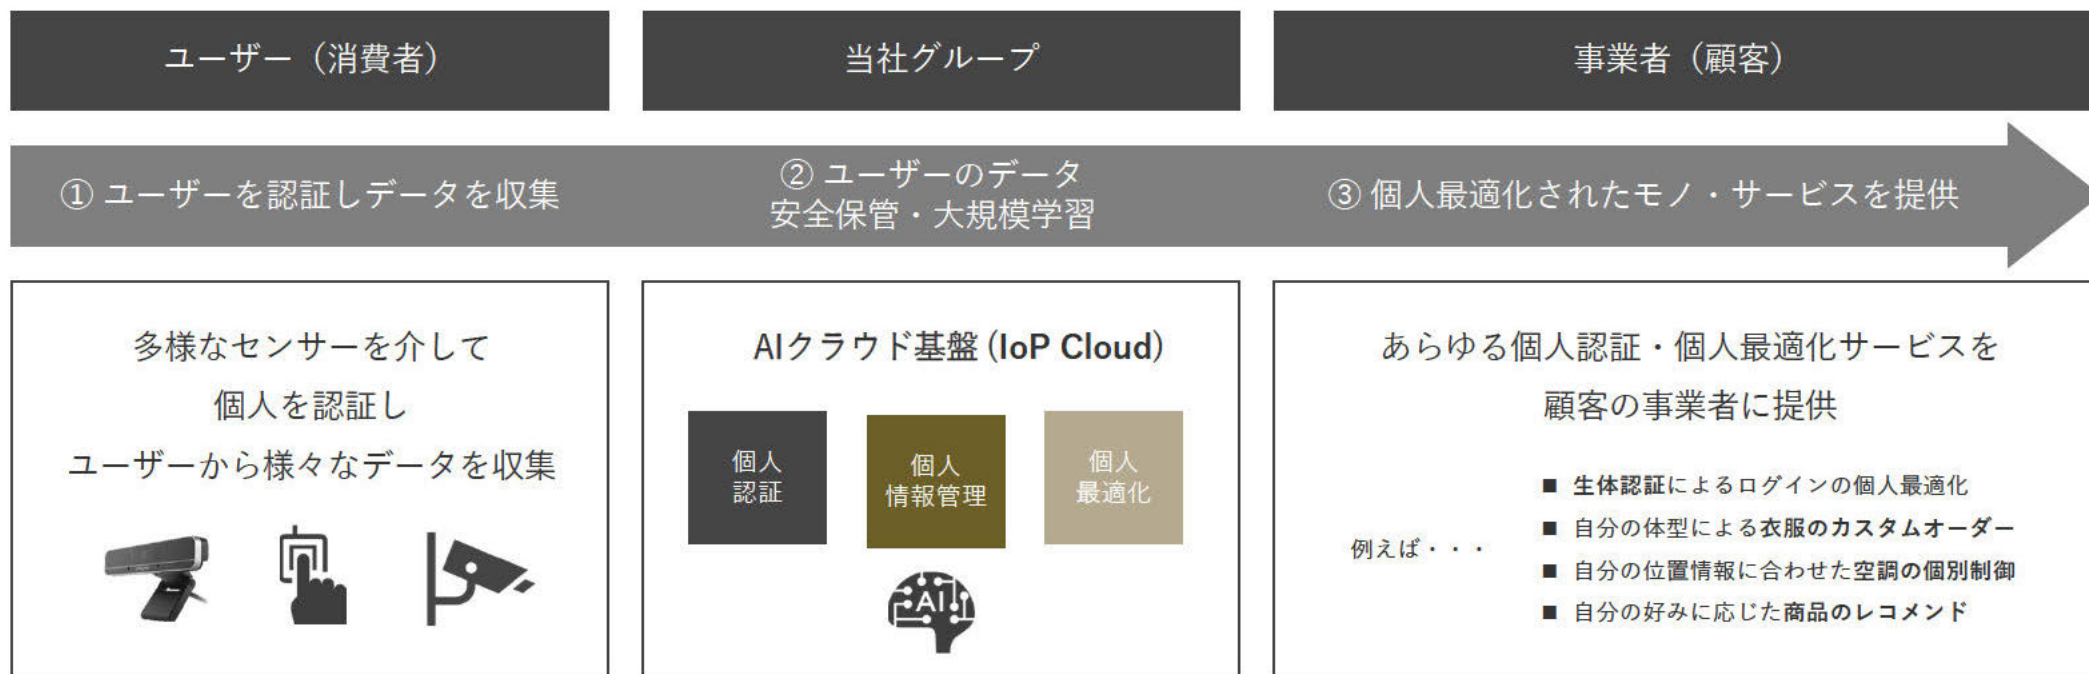 ユーザー（消費者）
当社グループ
事業者（顧客）
① ユーザーを認証しデータを収集
② ユーザーのデータ
安全保管・大規模学習
③ 個人最適化されたモノ・サービスを提供
多様なセンサーを介して
個人を認証し
ユーザーから様々なデータを収集
AIクラウド基盤 (IoP Cloud)
個人
認証
個人
情報管理
個人
最適化
AI
あらゆる個人認証・個人最適化サービスを
顧客の事業者に提供
例えば・・・
■ 生体認証によるログインの個人最適化
■ 自分の体型による衣服のカスタムオーダー
■ 自分の位置情報に合わせた空調の個別制御
■ 自分の好みに応じた商品のレコメンド